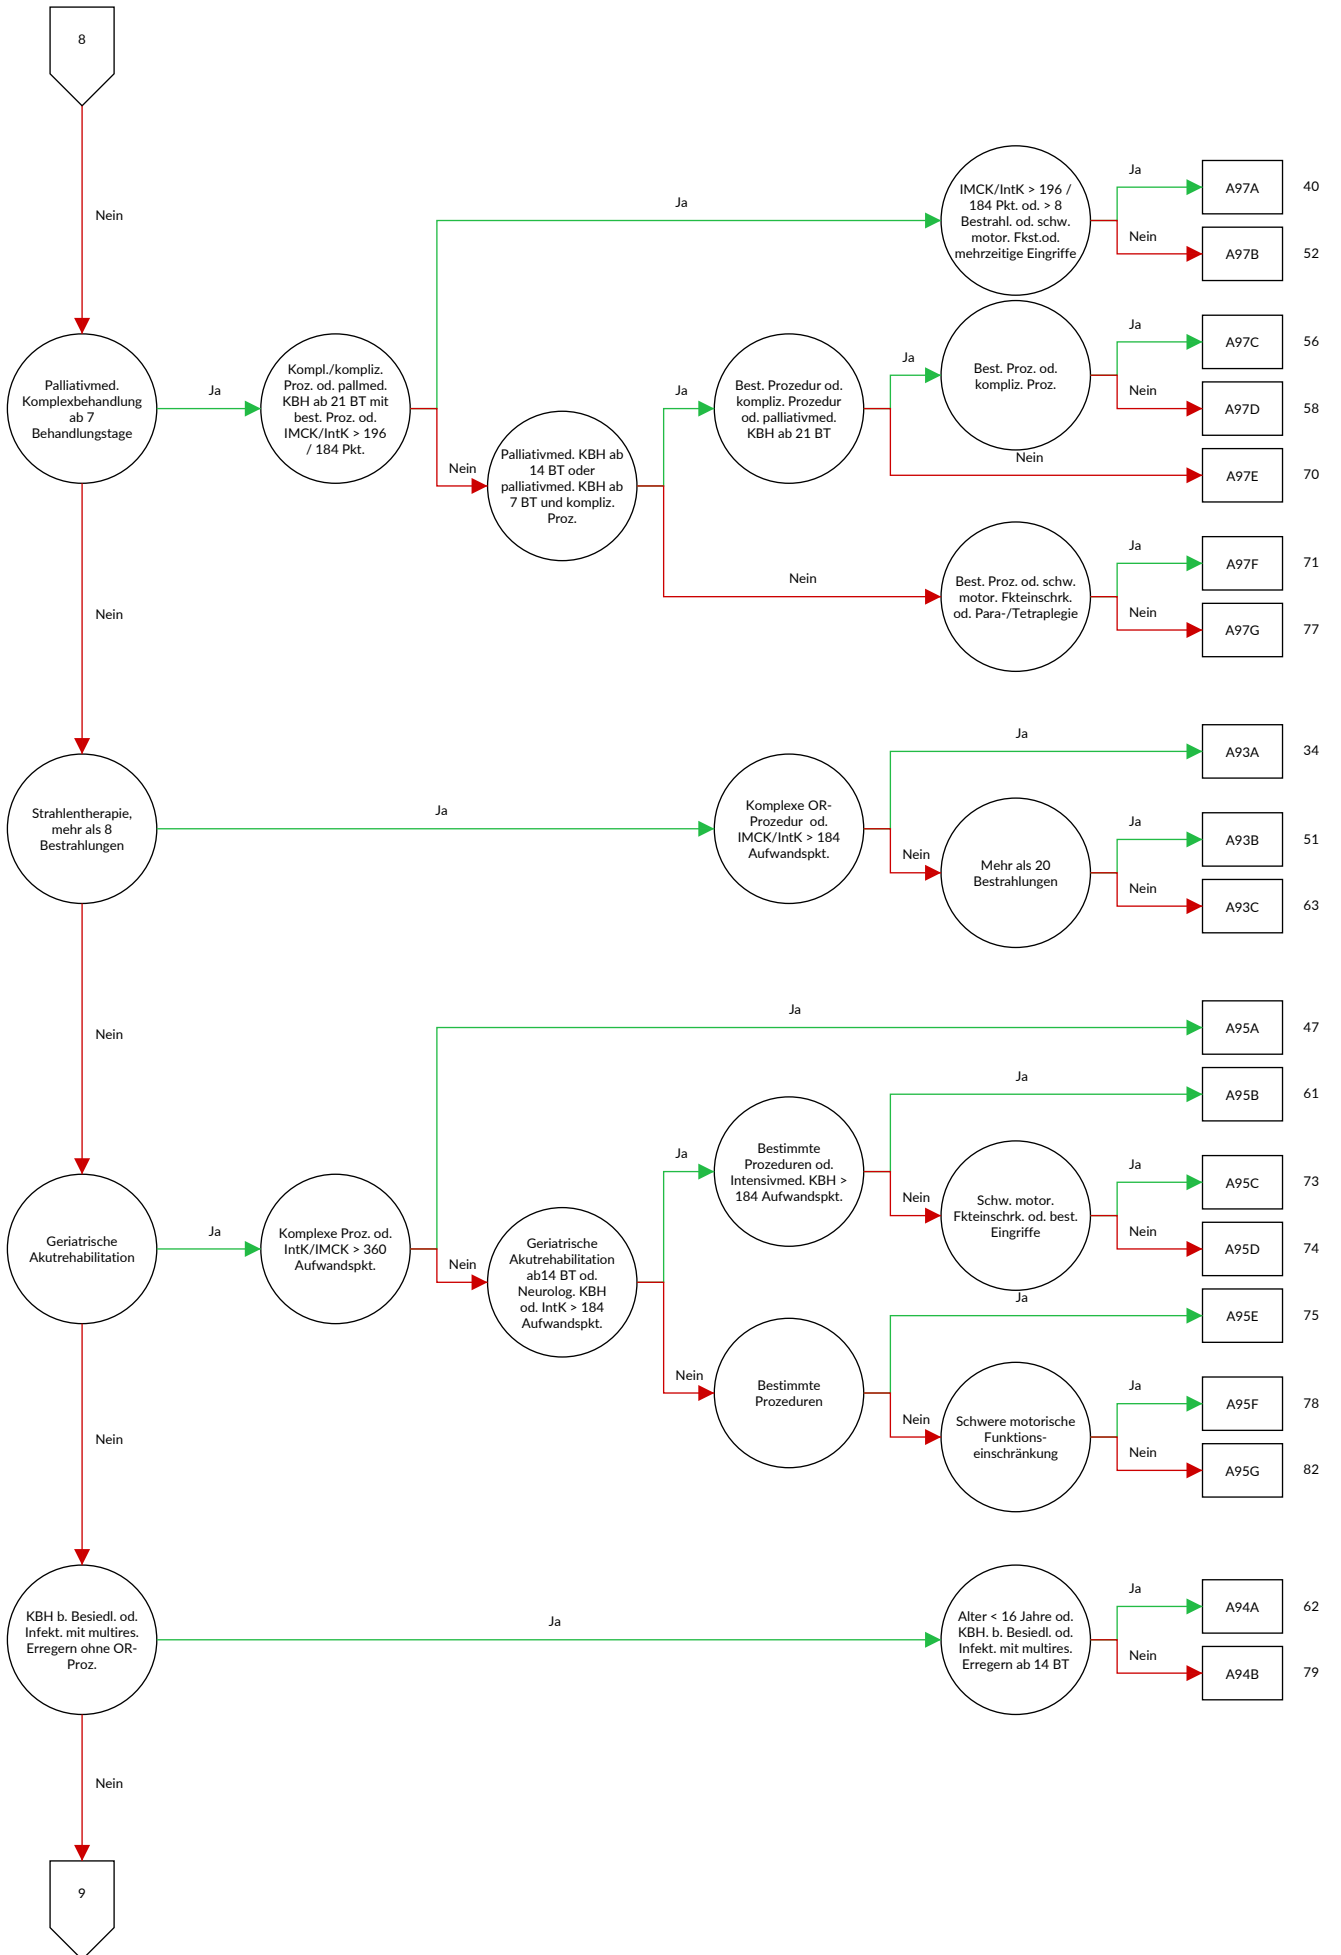 8
Nein
Palliativmed.
Komplexbehandlung
ab 7
Behandlungstage
Ja
Kompl./kompliz.
Proz. od. pallmed.
KBH ab 21 BT mit
best. Proz. od.
IMCK/IntK > 196
/ 184 Pkt.
Ja
IMCK/IntK > 196 /
184 Pkt. od. > 8
Bestrahl. od. schw.
motor. Fkst.od.
mehrzeitige Eingriffe
Ja
A97A
40
Nein
A97B
52
Nein
Palliativmed. KBH ab
14 BT oder
palliativmed. KBH ab
7 BT und kompliz.
Proz.
Ja
Best. Prozedur od.
kompliz. Prozedur
od. palliativmed.
KBH ab 21 BT
Ja
Best. Proz. od.
kompliz. Proz.
Ja
A97C
56
Nein
A97D
58
Nein
A97E
70
Nein
Best. Proz. od. schw.
motor. Fkteinschrk.
od. Para-/Tetraplegie
Ja
A97F
71
Nein
A97G
77
Nein
Strahlentherapie,
mehr als 8
Bestrahlungen
Ja
Komplexe OR-
Prozedur od.
IMCK/IntK > 184
Aufwandspkt.
Ja
A93A
34
Nein
Mehr als 20
Bestrahlungen
Ja
A93B
51
Nein
A93C
63
Nein
Geriatrische
Akutrehabilitation
Ja
Komplexe Proz. od.
IntK/IMCK > 360
Aufwandspkt.
Ja
A95A
47
Nein
Geriatrische
Akutrehabilitation
ab14 BT od.
Neurolog. KBH
od. IntK > 184
Aufwandspkt.
Ja
Bestimmte
Prozeduren od.
Intensivmed. KBH >
184 Aufwandspkt.
Ja
A95B
61
Nein
Schw. motor.
Fkteinschrk. od. best.
Eingriffe
Ja
A95C
73
Nein
A95D
74
Nein
Bestimmte
Prozeduren
Ja
A95E
75
Nein
Schwere motorische
Funktions-
einschränkung
Ja
A95F
78
Nein
A95G
82
Nein
KBH b. Besiedl. od.
Infekt. mit multires.
Erregern ohne OR-
Proz.
Ja
Alter < 16 Jahre od.
KBH. b. Besiedl. od.
Infekt. mit multires.
Erregern ab 14 BT
Ja
A94A
62
Nein
A94B
79
Nein
9